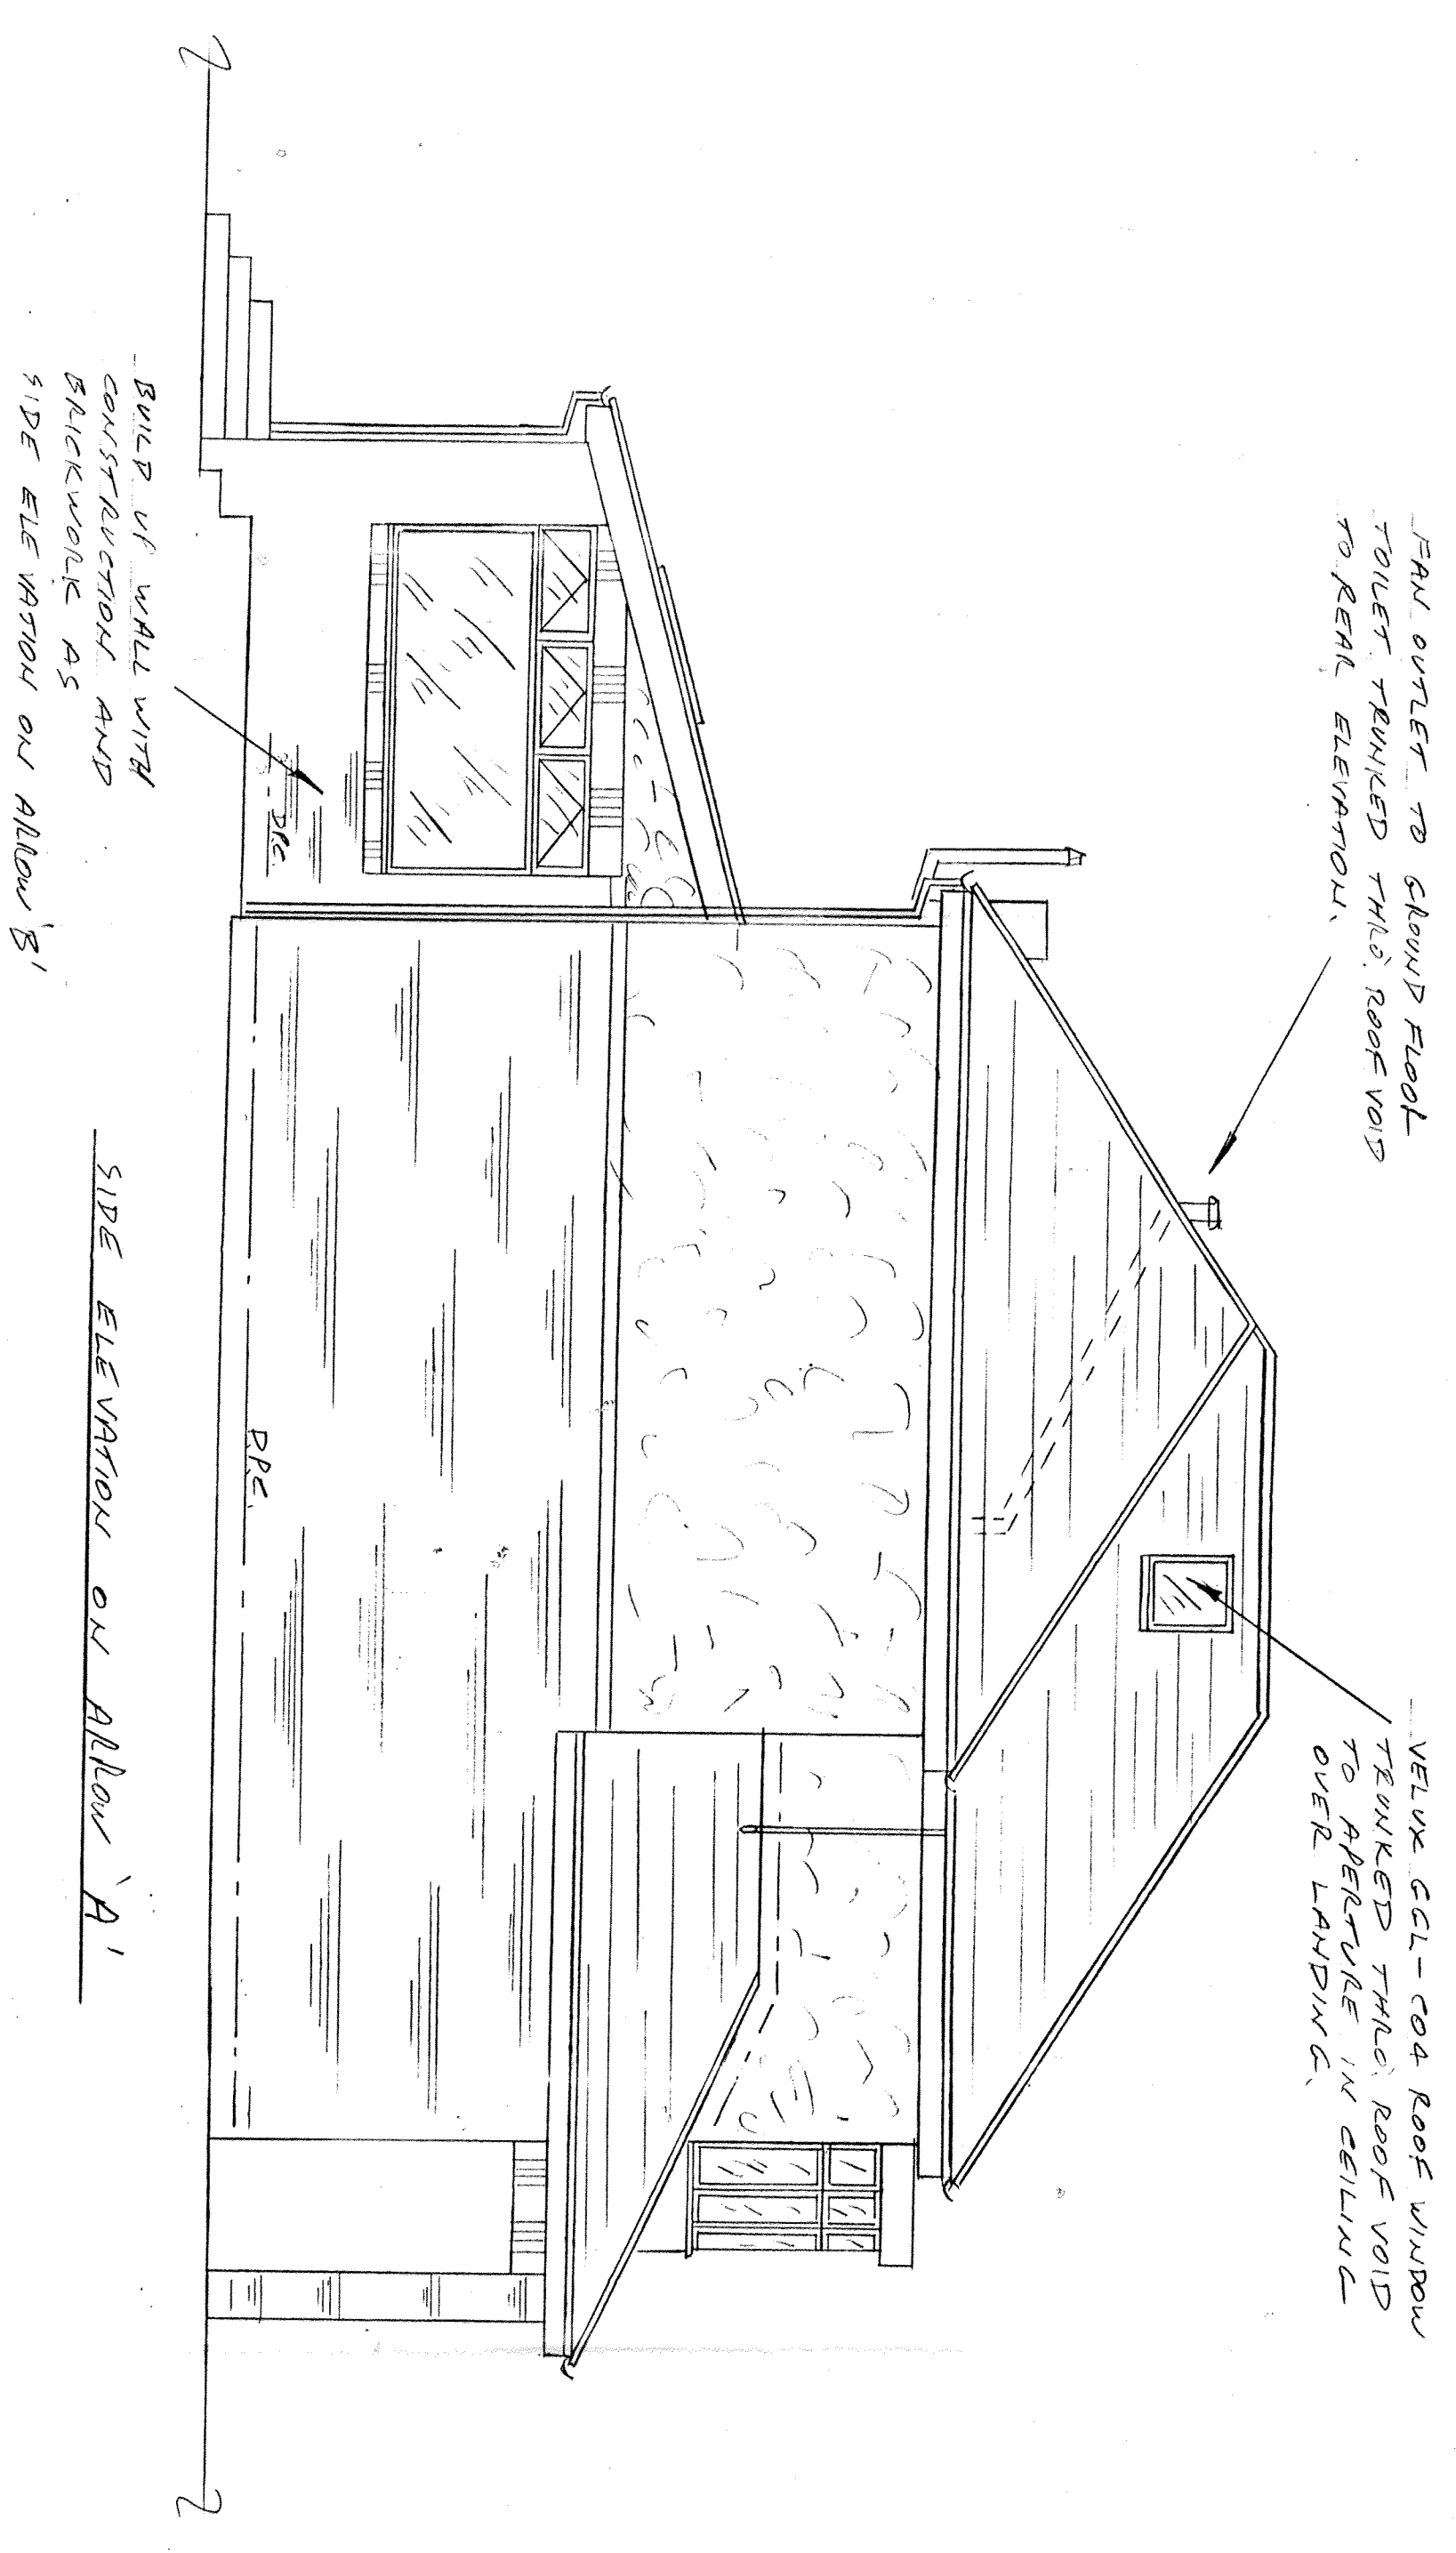 FAN OUTLET TO GROUND FLOOR
TOILET TRUNKED THRO' ROOF VOID
TO REAR ELEVATION.
VELUX GGL-COA ROOF WINDOW
TRUNKED THRO' ROOF VOID
TO APERTURE IN CEILING
OVER LANDING.
D.P.C.
D.P.C.
BUILD UP WALL WITH
CONSTRUCTION AND
BRICKWORK AS
SIDE ELEVATION ON ARROW 'B'
SIDE ELEVATION ON ARROW 'A'